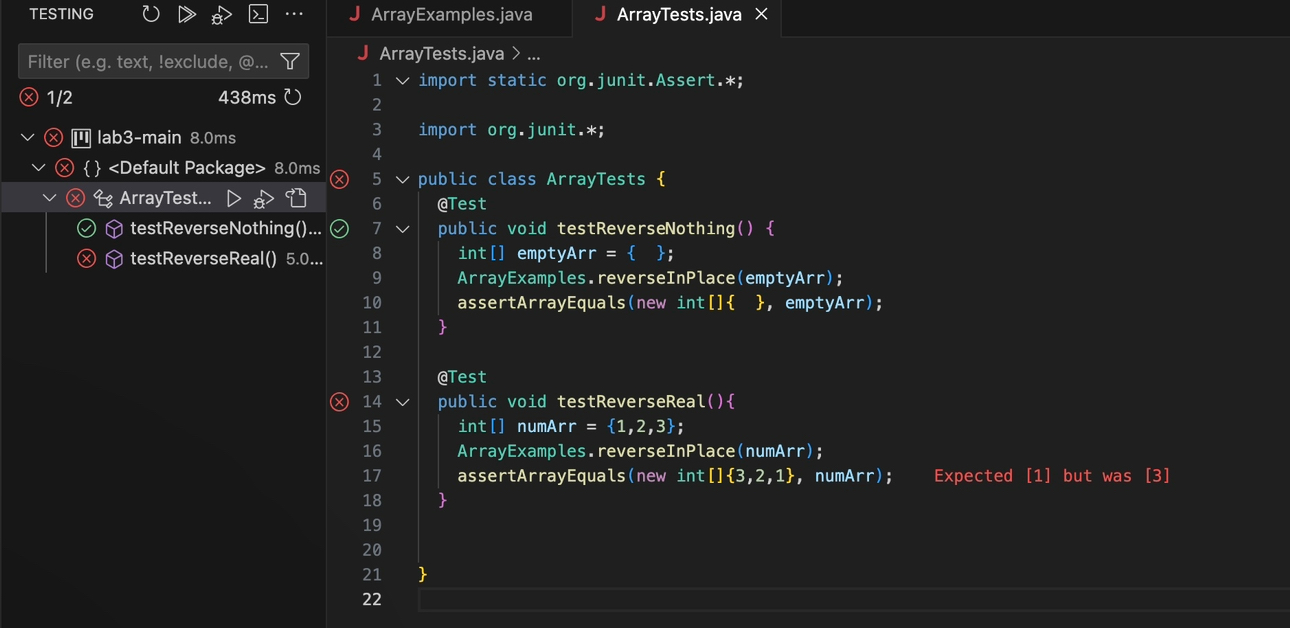 TESTING
Filter (e.g. text, !exclude, @...
1/2 438ms
lab3-main 8.0ms
{} <Default Package> 8.0ms
ArrayTest...
testReverseNothing()...
testReverseReal() 5.0...
J ArrayExamples.java J ArrayTests.java
J ArrayTests.java > ...
1 import static org.junit.Assert.*;
2
3 import org.junit.*;
4
5 public class ArrayTests {
6 @Test
7 public void testReverseNothing() {
8 int[] emptyArr = {  };
9 ArrayExamples.reverseInPlace(emptyArr);
10 assertArrayEquals(new int[]{  }, emptyArr);
11 }
12
13 @Test
14 public void testReverseReal(){
15 int[] numArr = {1,2,3};
16 ArrayExamples.reverseInPlace(numArr);
17 assertArrayEquals(new int[]{3,2,1}, numArr); Expected [1] but was [3]
18 }
19
20
21 }
22